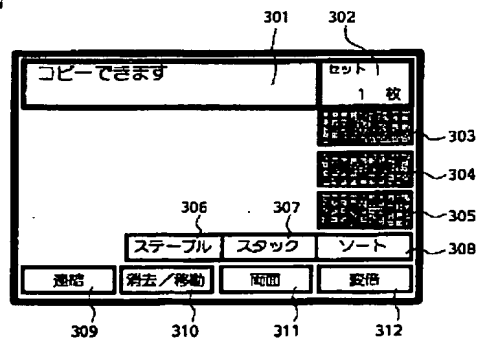 301 302
コピーできます セット 1
1 枚
303
304
305
306 307
ステープル スタック ソート 308
連結 消去/移動 両面 変倍
309 310 311 312